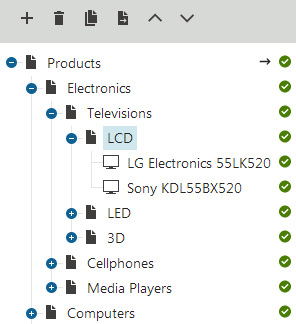 Products
Electronics
Televisions
LCD
LG Electronics 55LK520
Sony KDL55BX520
LED
3D
Cellphones
Media Players
Computers